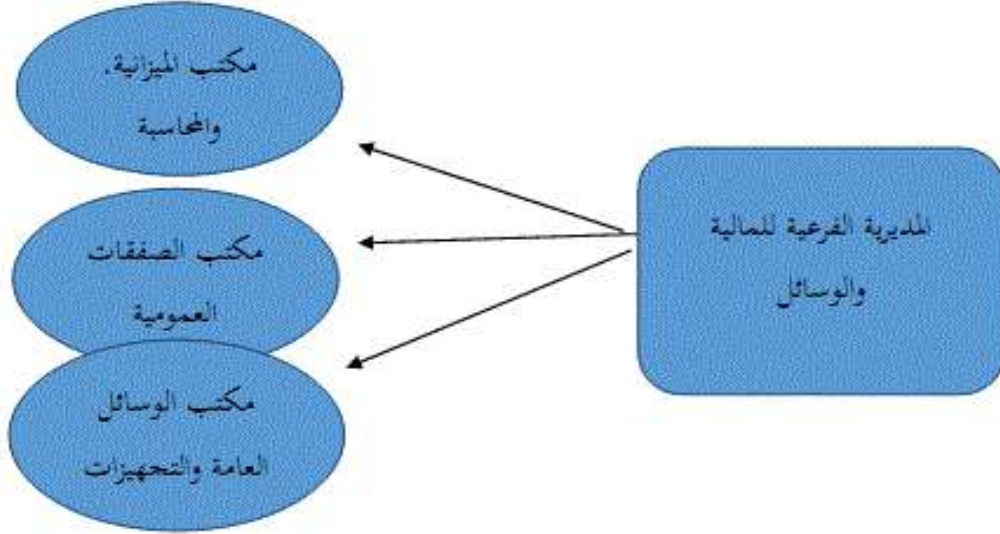 المديرية الفرعية للمالية
والوسائل
مكتب الميزانية.
والمحاسبة
مكتب الصفقات
العمومية
مكتب الوسائل
العامة والتجهيزات